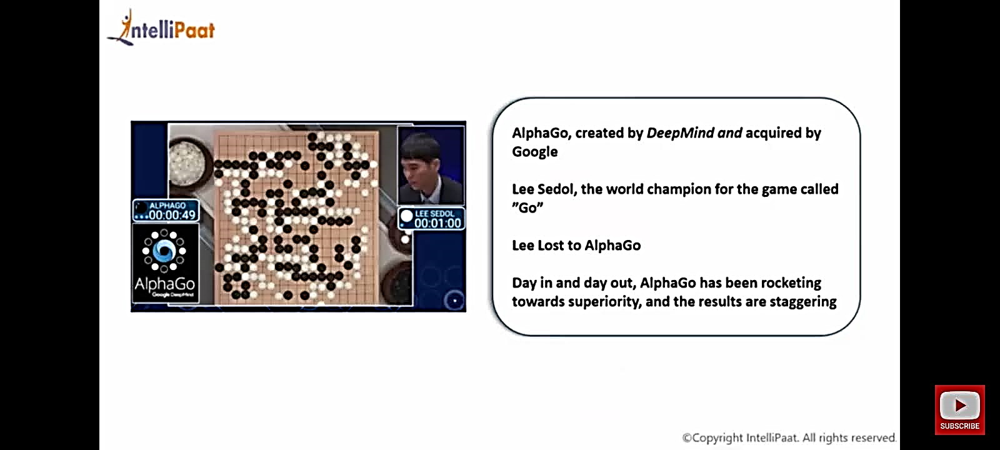 IntelliPaat
AlphaGo, created by DeepMind and acquired by
Google
Lee Sedol, the world champion for the game called
”Go”
Lee Lost to AlphaGo
Day in and day out, AlphaGo has been rocketing
towards superiority, and the results are staggering
ALPHAGO
00:00:49
LEE SEDOL
00:01:00
AlphaGo
Google DeepMind
SUBSCRIBE
©Copyright IntelliPaat. All rights reserved.